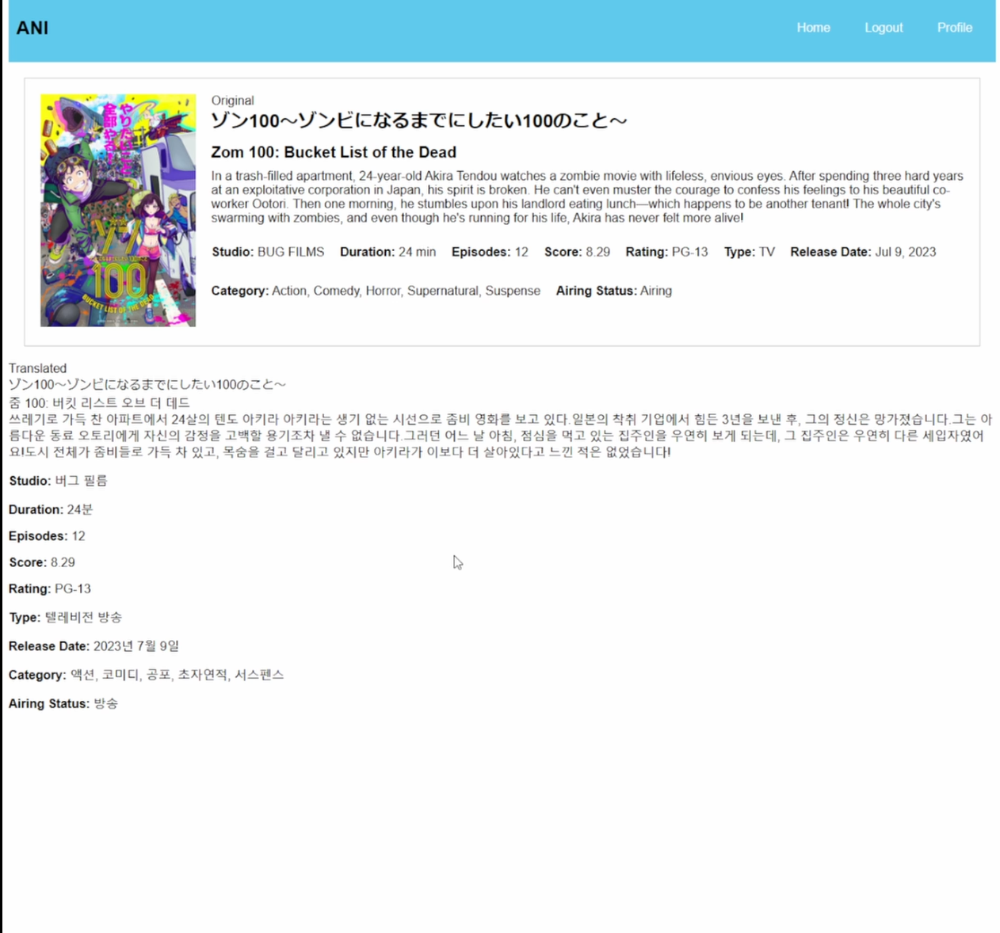 ANI
Home Logout Profile
やりたいこと
全部やる!
ゾン
100
BUCKET LIST OF THE DEAD
Original
ゾン100〜ゾンビになるまでにしたい100のこと〜
Zom 100: Bucket List of the Dead
In a trash-filled apartment, 24-year-old Akira Tendou watches a zombie movie with lifeless, envious eyes. After spending three hard years
at an exploitative corporation in Japan, his spirit is broken. He can't even muster the courage to confess his feelings to his beautiful co-
worker Ootori. Then one morning, he stumbles upon his landlord eating lunch—which happens to be another tenant! The whole city's
swarming with zombies, and even though he's running for his life, Akira has never felt more alive!
Studio: BUG FILMS Duration: 24 min Episodes: 12 Score: 8.29 Rating: PG-13 Type: TV Release Date: Jul 9, 2023
Category: Action, Comedy, Horror, Supernatural, Suspense Airing Status: Airing
Translated
ゾン100〜ゾンビになるまでにしたい100のこと〜
줌 100: 버킷 리스트 오브 더 데드
쓰레기로 가득 찬 아파트에서 24살의 텐도 아키라 아키라는 생기 없는 시선으로 좀비 영화를 보고 있다.일본의 착취 기업에서 힘든 3년을 보낸 후, 그의 정신은 망가졌습니다.그는 아
름다운 동료 오토리에게 자신의 감정을 고백할 용기조차 낼 수 없습니다.그러던 어느 날 아침, 점심을 먹고 있는 집주인을 우연히 보게 되는데, 그 집주인은 우연히 다른 세입자였어
요!도시 전체가 좀비들로 가득 차 있고, 목숨을 걸고 달리고 있지만 아키라가 이보다 더 살아있다고 느낀 적은 없었습니다!
Studio: 버그 필름
Duration: 24분
Episodes: 12
Score: 8.29
Rating: PG-13
Type: 텔레비전 방송
Release Date: 2023년 7월 9일
Category: 액션, 코미디, 공포, 초자연적, 서스펜스
Airing Status: 방송